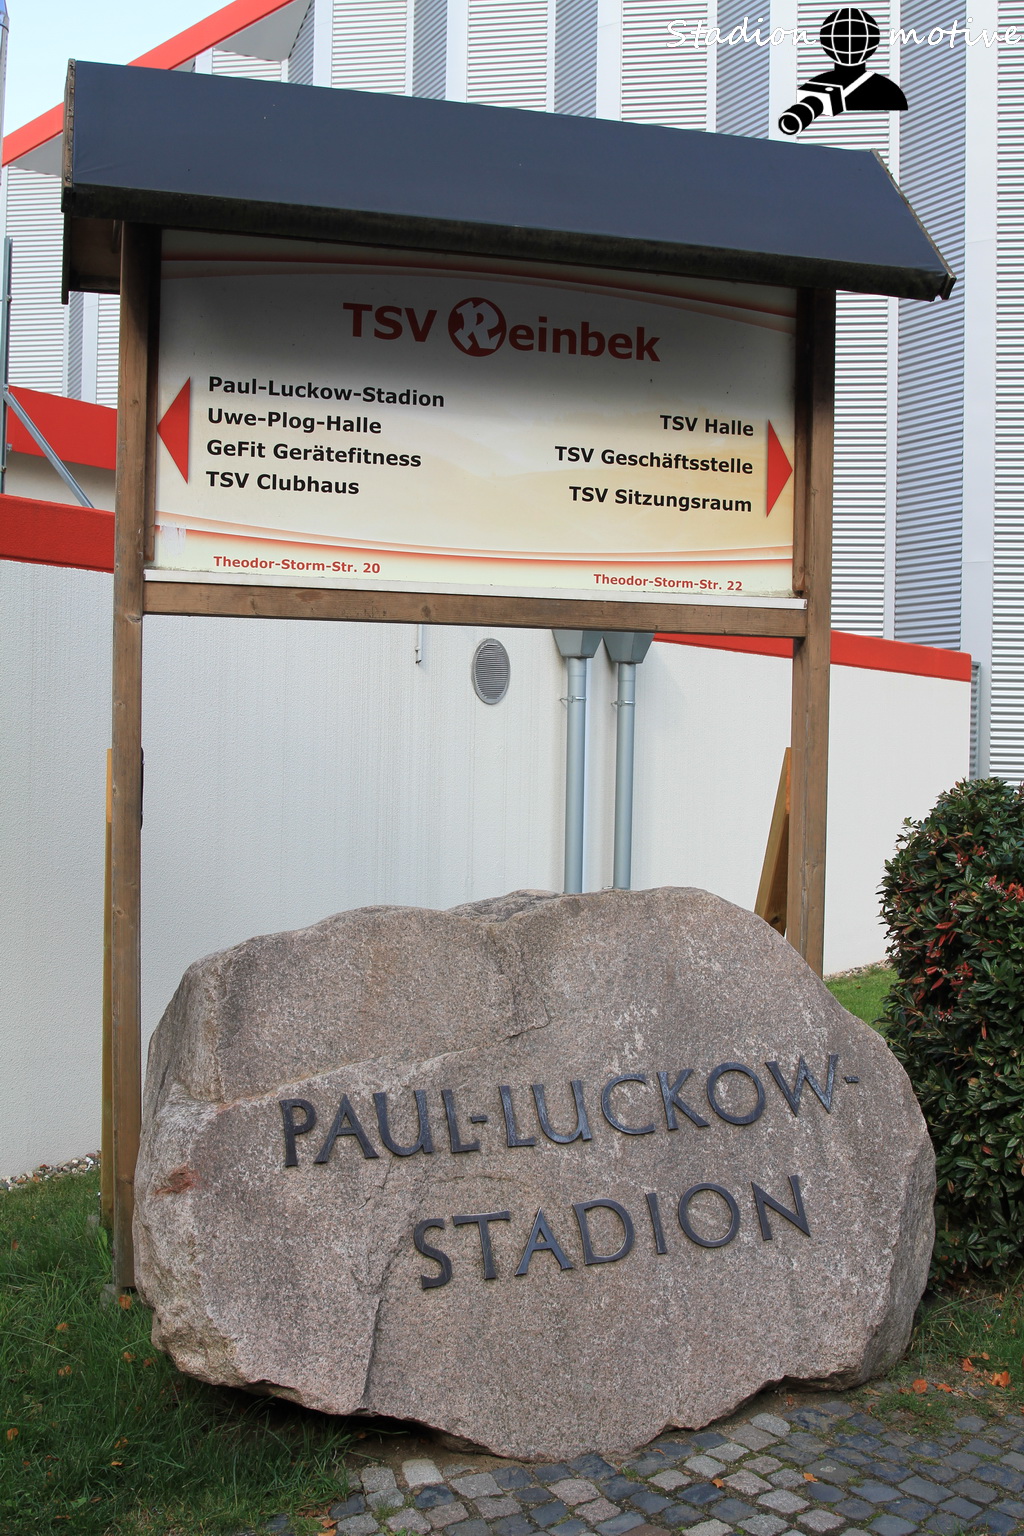 Stadion motive
TSV Reinbek
Paul-Luckow-Stadion
Uwe-Plog-Halle
GeFit Gerätefitness
TSV Clubhaus
TSV Halle
TSV Geschäftsstelle
TSV Sitzungsraum
Theodor-Storm-Str. 20
Theodor-Storm-Str. 22
PAUL-LUCKOW-
STADION